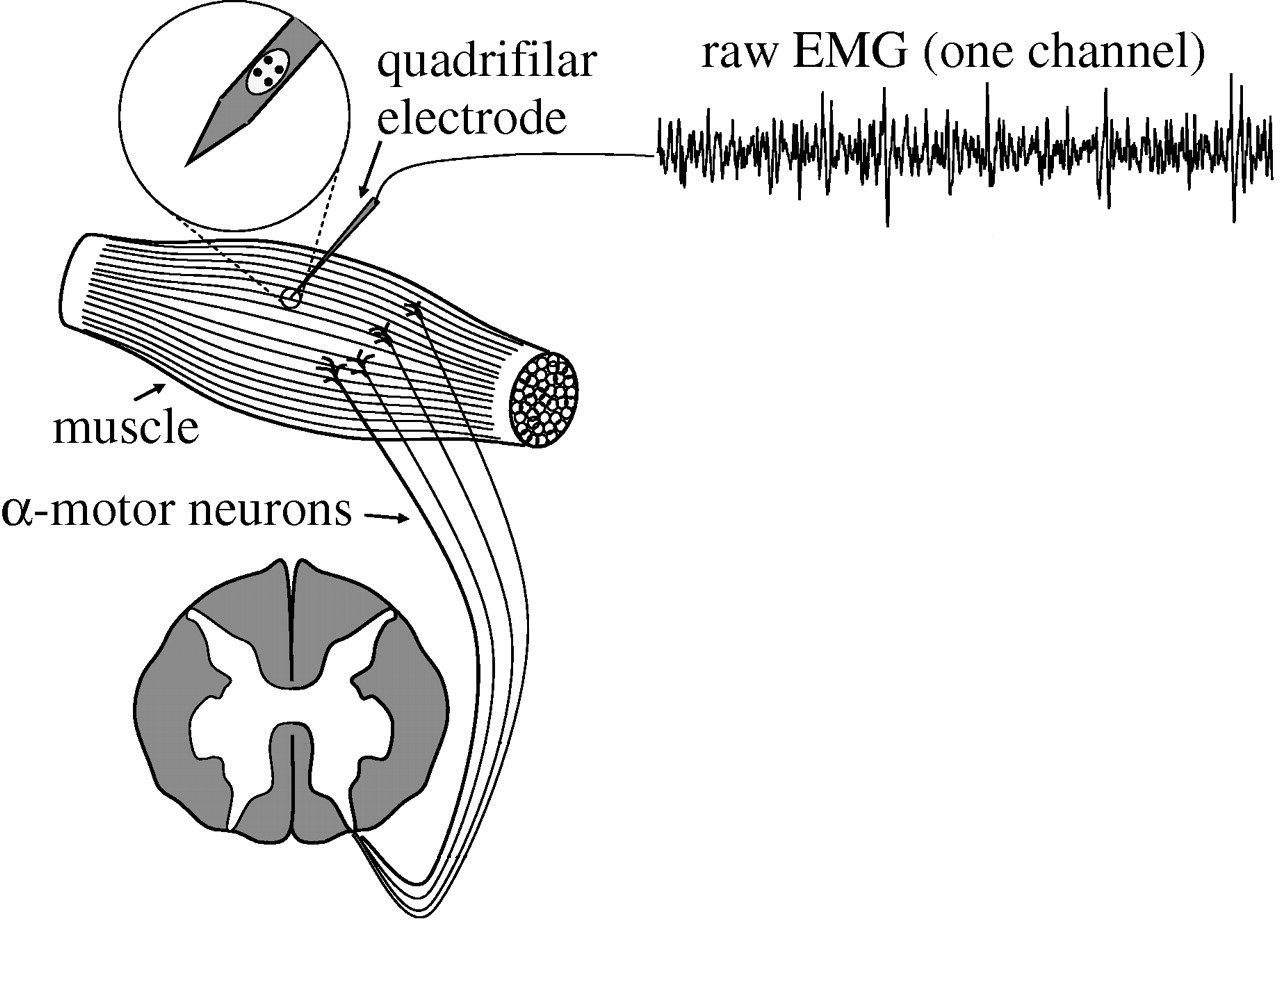 quadrifilar
electrode
raw EMG (one channel)
muscle
α-motor neurons